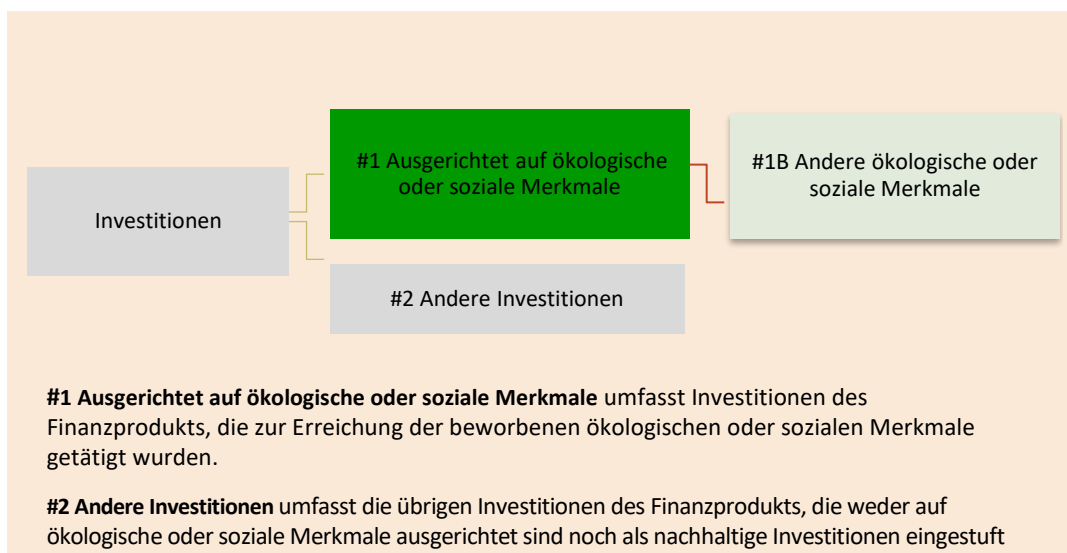 #1 Ausgerichtet auf ökologische
oder soziale Merkmale
#1B Andere ökologische oder
soziale Merkmale
Investitionen
#2 Andere Investitionen
#1 Ausgerichtet auf ökologische oder soziale Merkmale umfasst Investitionen des
Finanzprodukts, die zur Erreichung der beworbenen ökologischen oder sozialen Merkmale
getätigt wurden.
#2 Andere Investitionen umfasst die übrigen Investitionen des Finanzprodukts, die weder auf
ökologische oder soziale Merkmale ausgerichtet sind noch als nachhaltige Investitionen eingestuft